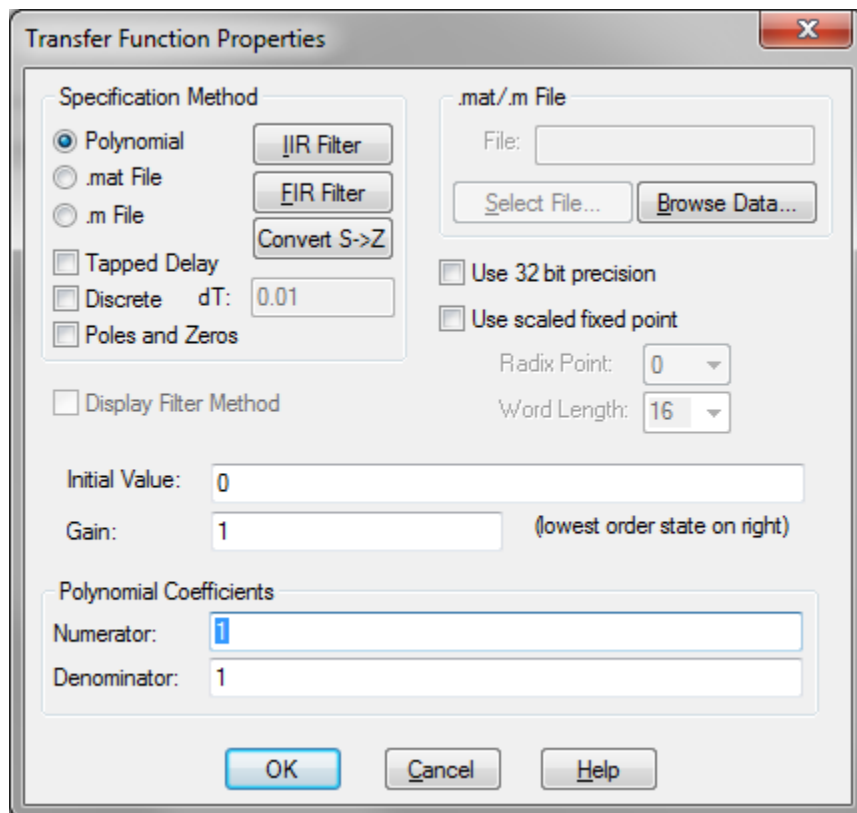 Transfer Function Properties
Specification Method
Polynomial
IIR Filter
.mat File
FIR Filter
.m File
Convert S->Z
Tapped Delay
Discrete dT: 0.01
Poles and Zeros
.mat/.m File
File:
Select File... Browse Data...
Use 32 bit precision
Use scaled fixed point
Radix Point: 0
Word Length: 16
Display Filter Method
Initial Value: 0
Gain: 1 (lowest order state on right)
Polynomial Coefficients
Numerator: 1
Denominator: 1
OK Cancel Help